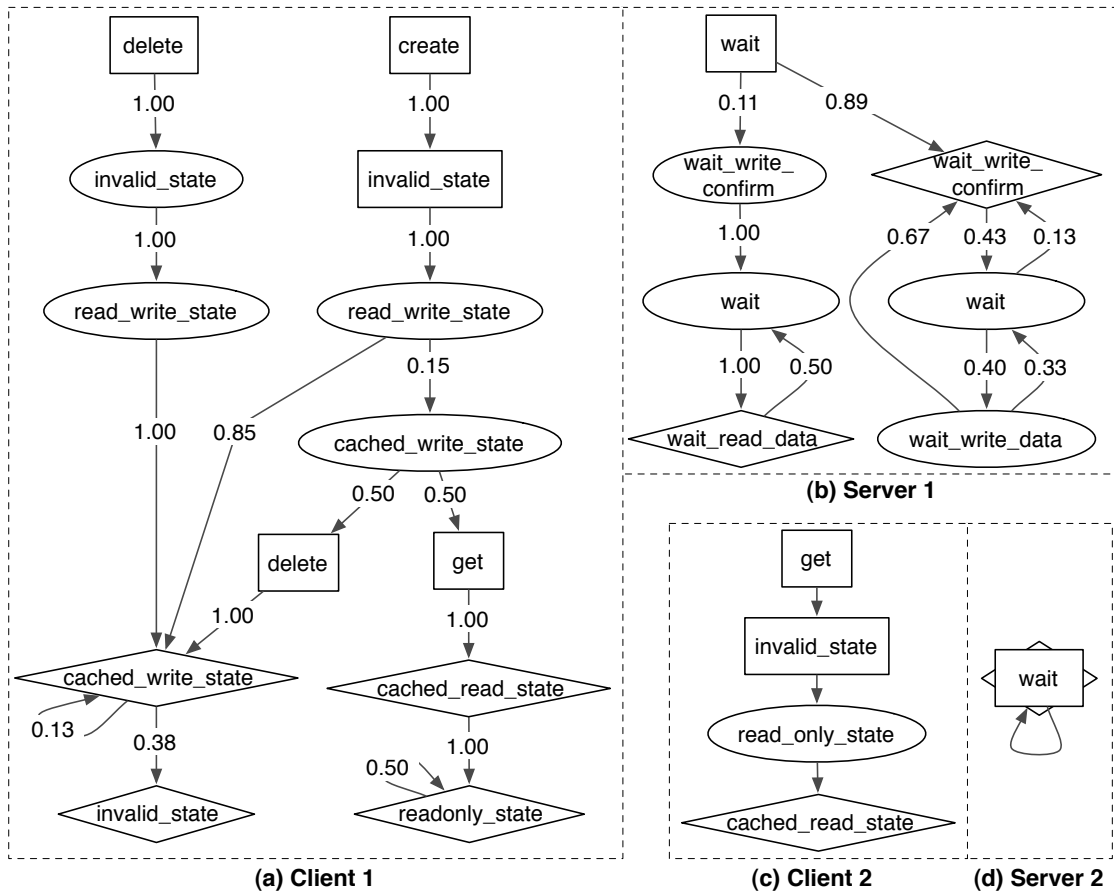 delete
create
1.00
1.00
invalid_state
invalid_state
1.00
1.00
read_write_state
read_write_state
0.15
1.00
0.85
cached_write_state
0.50
0.50
delete
get
1.00
1.00
cached_write_state
cached_read_state
0.13
0.38
1.00
0.50
invalid_state
readonly_state
(a) Client 1
wait
0.11
0.89
wait_write_
confirm
wait_write_
confirm
1.00
0.67
0.43
0.13
wait
wait
1.00
0.50
0.40
0.33
wait_read_data
wait_write_data
(b) Server 1
get
invalid_state
read_only_state
cached_read_state
(c) Client 2
wait
(d) Server 2